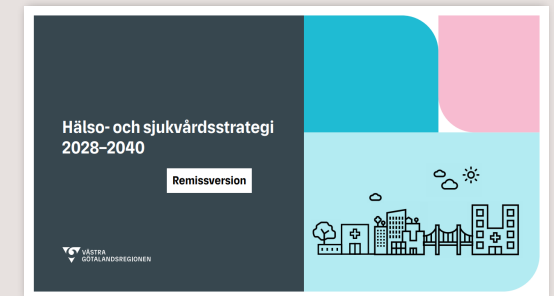 Hälso- och sjukvårdsstrategi
2028–2040
Remissversion
VÄSTRA
GÖTALANDSREGIONEN